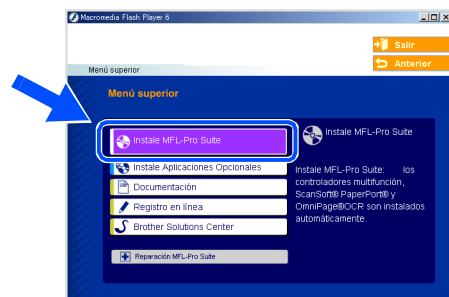 Macromedia Flash Player 6
Salir
Anterior
Menú superior
Menú superior
Instale MFL-Pro Suite
Instale Aplicaciones Opcionales
Documentación
Registro en línea
Brother Solutions Center
Reparación MFL-Pro Suite
Instale MFL-Pro Suite
Instale MFL-Pro Suite: los
controladores multifunción,
ScanSoft® PaperPort® y
OmniPage®OCR son instalados
automáticamente.